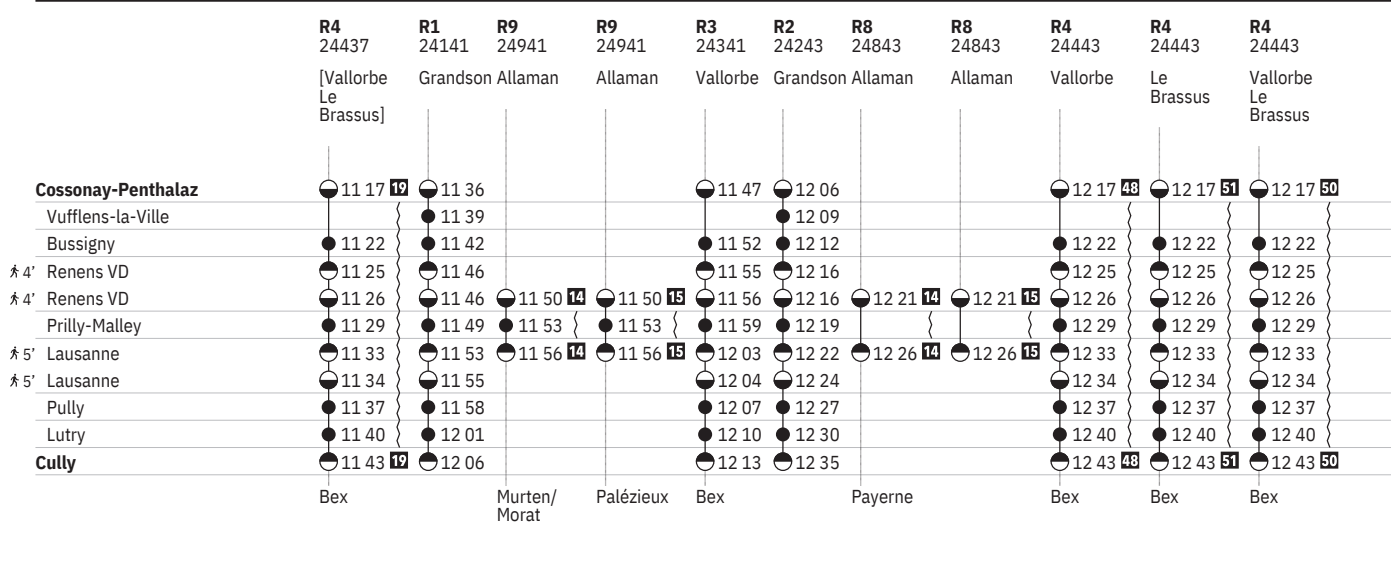 R4 R1 R9 R9 R3 R2 R8 R8 R4 R4 R4
24437 24141 24941 24941 24341 24243 24843 24843 24443 24443 24443
[Vallorbe Grandson Allaman Allaman Vallorbe Grandson Allaman Allaman Vallorbe Le Vallorbe
Le Brassus Le
Brassus] Brassus
Cossonay-Penthalaz 11 17 19 11 36 11 47 12 06 12 17 48 12 17 51 12 17 50
Vufflens-la-Ville 11 39 12 09
Bussigny 11 22 11 42 11 52 12 12 12 22 12 22 12 22
4' Renens VD 11 25 11 46 11 55 12 16 12 25 12 25 12 25
4' Renens VD 11 26 11 46 11 50 14 11 50 15 11 56 12 16 12 21 14 12 21 15 12 26 12 26 12 26
Prilly-Malley 11 29 11 49 11 53 11 53 11 59 12 19 12 29 12 29 12 29
5' Lausanne 11 33 11 53 11 56 14 11 56 15 12 03 12 22 12 26 14 12 26 15 12 33 12 33 12 33
5' Lausanne 11 34 11 55 12 04 12 24 12 34 12 34 12 34
Pully 11 37 11 58 12 07 12 27 12 37 12 37 12 37
Lutry 11 40 12 01 12 10 12 30 12 40 12 40 12 40
Cully 11 43 19 12 06 12 13 12 35 12 43 48 12 43 51 12 43 50
Bex Murten/ Palézieux Bex Payerne Bex Bex Bex
Morat